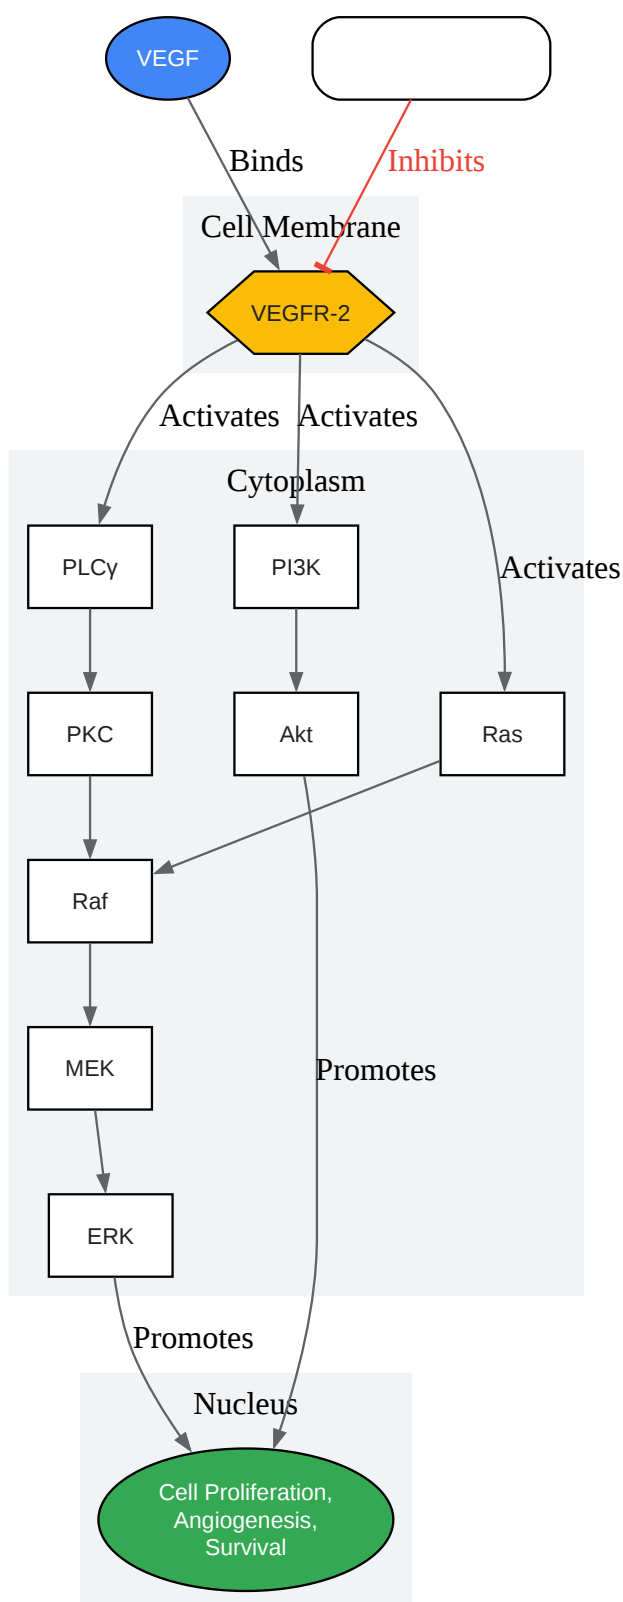 VEGF
Binds
Inhibits
Cell Membrane
VEGFR-2
Activates
Activates
Cytoplasm
Activates
PLCγ
PI3K
PKC
Akt
Ras
Raf
MEK
Promotes
ERK
Promotes
Nucleus
Cell Proliferation,
Angiogenesis,
Survival